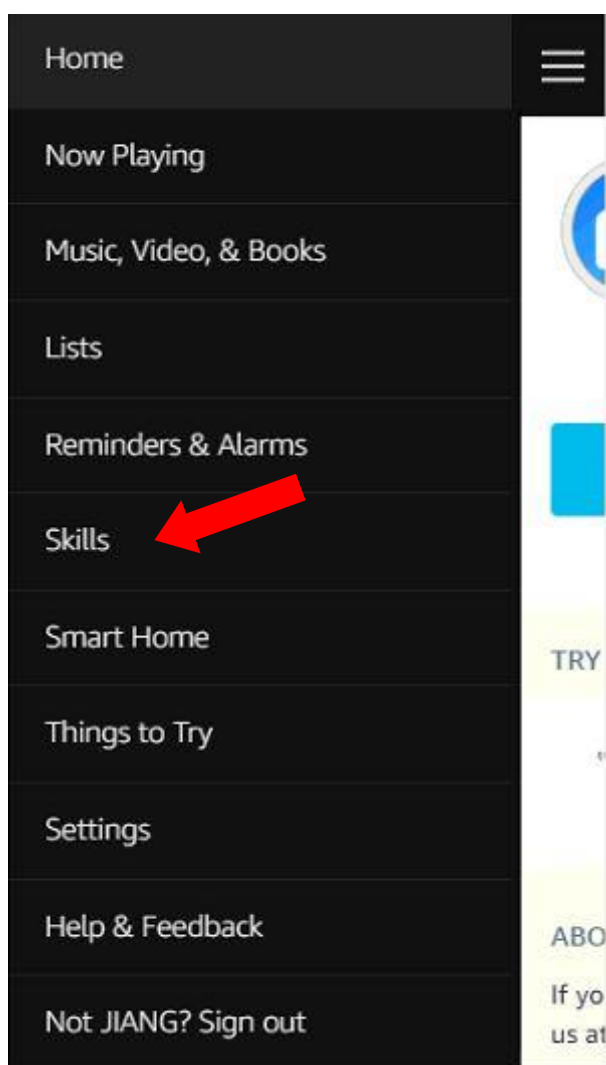 Home
Now Playing
Music, Video, & Books
Lists
Reminders & Alarms
Skills
Smart Home
TRY
Things to Try
Settings
Help & Feedback
ABO
If yo
Not JIANG? Sign out
us at